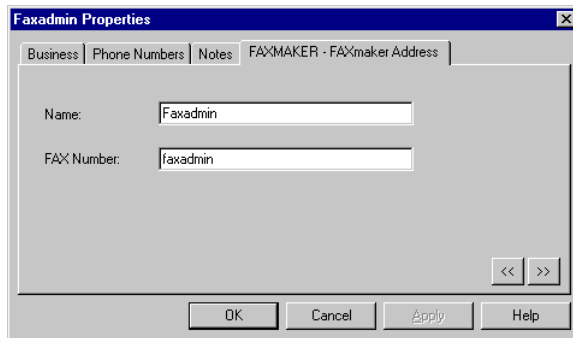 Faxadmin Properties
Business Phone Numbers Notes FAXMAKER - FAXmaker Address
Name: Faxadmin
FAX Number: faxadmin
<< >>
OK Cancel Apply Help